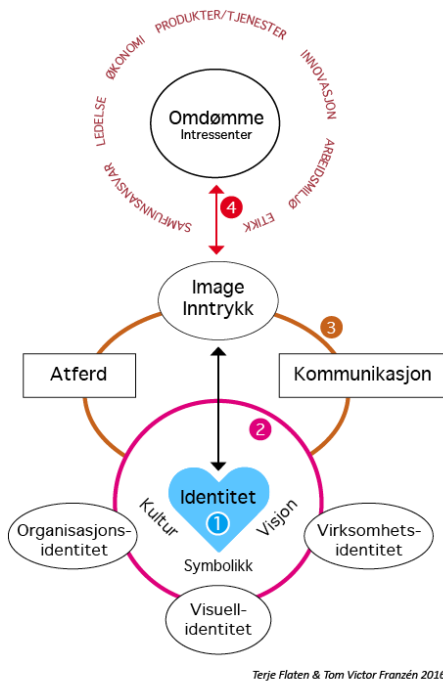 PRODUKTER/TJENESTER
INNOVASJON
ARBEIDSMILJØ
ETIKK
SAMFUNNSANSVAR
LEDELSE
ØKONOMI
Omdømme
Intressenter
4
Image
Inntrykk
3
Atferd
Kommunikasjon
2
Identitet
1
Kultur
Visjon
Symbolikk
Organisasjons-
identitet
Virksomhets-
identitet
Visuell-
identitet
Terje Flaten & Tom Victor Franzén 2016